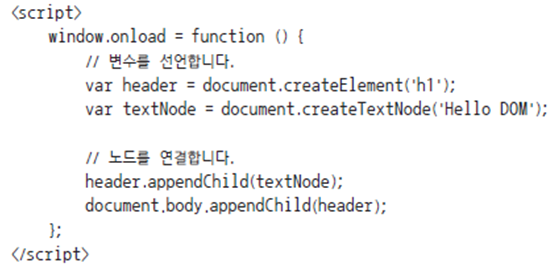 <script>
window.onload = function () {
// 변수를 선언합니다.
var header = document.createElement('h1');
var textNode = document.createTextNode('Hello DOM');
// 노드를 연결합니다.
header.appendChild(textNode);
document.body.appendChild(header);
};
</script>